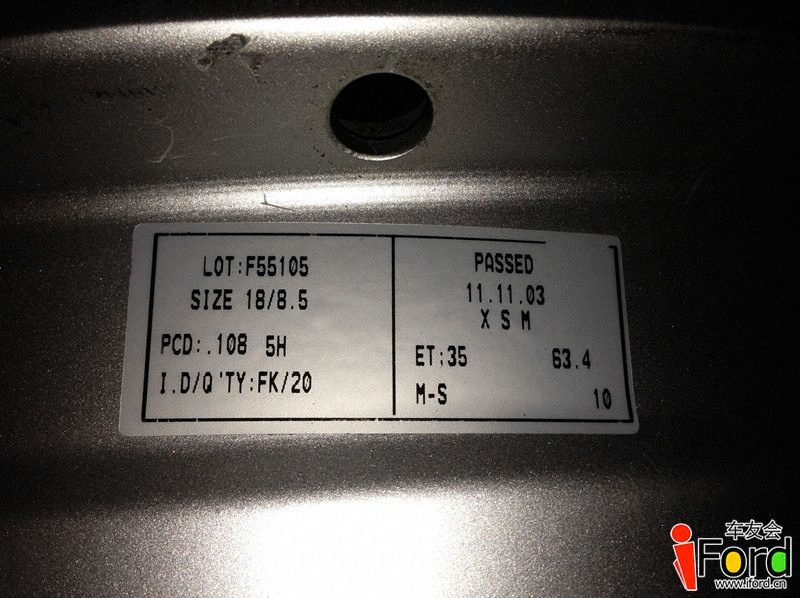 LOT:F55105
SIZE 18/8.5
PCD:.108 5H
I.D/Q'TY:FK/20
PASSED
11.11.03
X S M
ET:35 63.4
M-S 10
车友会
iFord
www.iford.cn